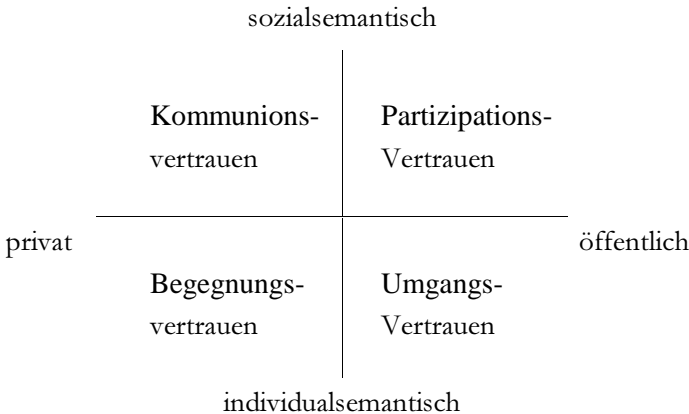 sozialsemantisch
Kommunions- Partizipations-
vertrauen Vertrauen
privat öffentlich
Begegnungs- Umgangs-
vertrauen Vertrauen
individualsemantisch